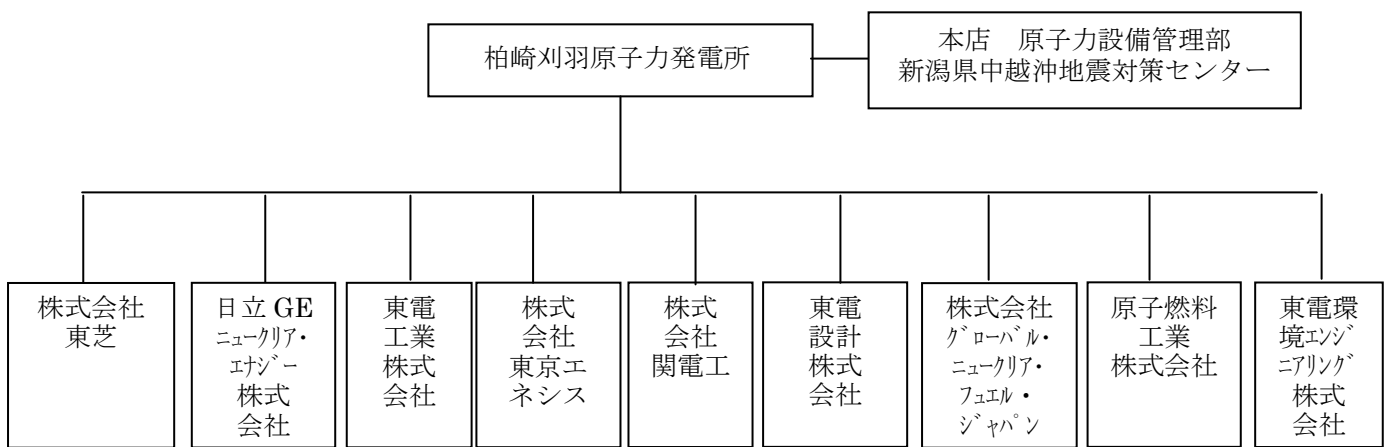 柏崎刈羽原子力発電所
本店　原子力設備管理部
新潟県中越沖地震対策センター
株式会社
東芝
日立 GE
ﾆｭｰｸﾘｱ・
ｴﾅｼﾞｰ
株式
会社
東電
工業
株式
会社
株式
会社
東京エ
ネシス
株式
会社
関電工
東電
設計
株式
会社
株式会社
ｸﾞﾛｰﾊﾞﾙ・
ﾆｭｰｸﾘｱ・
ﾌｭｴﾙ・
ｼﾞｬﾊﾟﾝ
原子燃料
工業
株式会社
東電環
境ｴﾝｼﾞ
ﾆｱﾘﾝｸﾞ
株式
会社